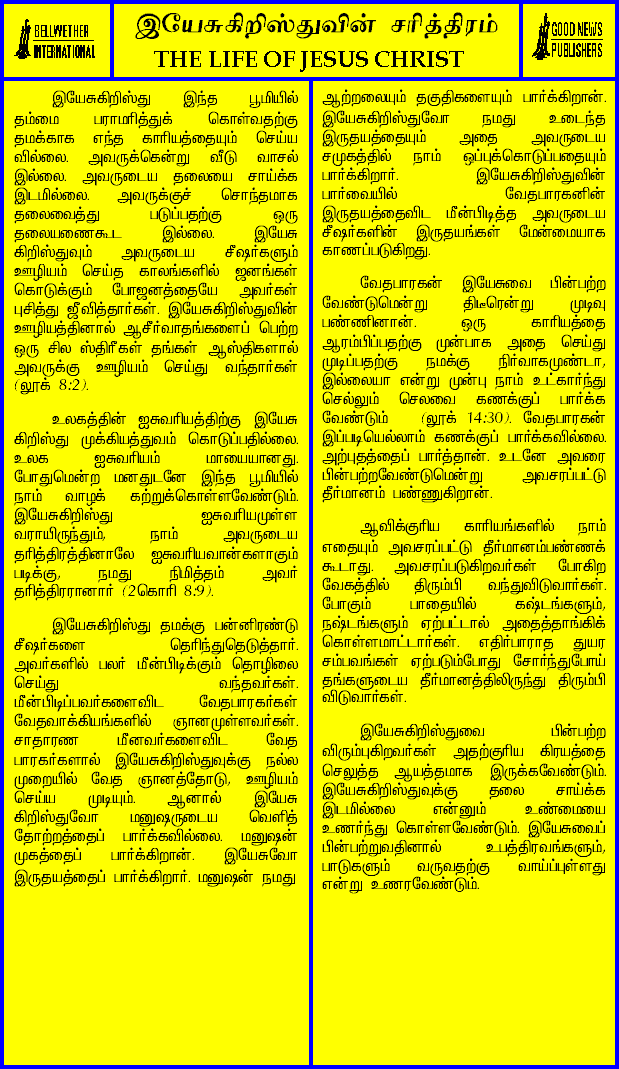 BELLWETHER
INTERNATIONAL
இயேசுகிறிஸ்துவின் சரித்திரம்
THE LIFE OF JESUS CHRIST
GOOD NEWS
PUBLISHERS
இயேசுகிறிஸ்து இந்த பூமியில்
தம்மை பராமரித்துக் கொள்வதற்கு
தமக்காக எந்த காரியத்தையும் செய்ய
வில்லை. அவருக்கென்று வீடு வாசல்
இல்லை. அவருடைய தலையை சாய்க்க
இடமில்லை. அவருக்குச் சொந்தமாக
தலைவைத்து படுப்பதற்கு ஒரு
தலையணைகூட இல்லை. இயேசு
கிறிஸ்துவும் அவருடைய சீஷர்களும்
ஊழியம் செய்த காலங்களில் ஜனங்கள்
கொடுக்கும் போஜனத்தையே அவர்கள்
புசித்து ஜீவித்தார்கள். இயேசுகிறிஸ்துவின்
ஊழியத்தினால் ஆசீர்வாதங்களைப் பெற்ற
ஒரு சில ஸ்திரீகள் தங்கள் ஆஸ்திகளால்
அவருக்கு ஊழியம் செய்து வந்தார்கள்
(லூக் 8:2).
உலகத்தின் ஐசுவரியத்திற்கு இயேசு
கிறிஸ்து முக்கியத்துவம் கொடுப்பதில்லை.
உலக ஐசுவரியம் மாயையானது.
போதுமென்ற மனதுடனே இந்த பூமியில்
நாம் வாழக் கற்றுக்கொள்ளவேண்டும்.
இயேசுகிறிஸ்து ஐசுவரியமுள்ள
வராயிருந்தும், நாம் அவருடைய
தரித்திரத்தினாலே ஐசுவரியவான்களாகும்
படிக்கு, நமது நிமித்தம் அவர்
தரித்திரரானார் (2கொரி 8:9).
இயேசுகிறிஸ்து தமக்கு பன்னிரண்டு
சீஷர்களை தெரிந்துதெடுத்தார்.
அவர்களில் பலர் மீன்பிடிக்கும் தொழிலை
செய்து வந்தவர்கள்.
மீன்பிடிப்பவர்களைவிட வேதபாரகர்கள்
வேதவாக்கியங்களில் ஞானமுள்ளவர்கள்.
சாதாரண மீனவர்களைவிட வேத
பாரகர்களால் இயேசுகிறிஸ்துவுக்கு நல்ல
முறையில் வேத ஞானத்தோடு, ஊழியம்
செய்ய முடியும். ஆனால் இயேசு
கிறிஸ்துவோ மனுஷருடைய வெளித்
தோற்றத்தைப் பார்க்கவில்லை. மனுஷன்
முகத்தைப் பார்க்கிறான். இயேசுவோ
இருதயத்தைப் பார்க்கிறார். மனுஷன் நமது
ஆற்றலையும் தகுதிகளையும் பார்க்கிறான்.
இயேசுகிறிஸ்துவோ நமது உடைந்த
இருதயத்தையும் அதை அவருடைய
சமுகத்தில் நாம் ஒப்புக்கொடுப்பதையும்
பார்க்கிறார். இயேசுகிறிஸ்துவின்
பார்வையில் வேதபாரகனின்
இருதயத்தைவிட மீன்பிடித்த அவருடைய
சீஷர்களின் இருதயங்கள் மேன்மையாக
காணப்படுகிறது.
வேதபாரகன் இயேசுவை பின்பற்ற
வேண்டுமென்று திடீரென்று முடிவு
பண்ணினான். ஒரு காரியத்தை
ஆரம்பிப்பதற்கு முன்பாக அதை செய்து
முடிப்பதற்கு நமக்கு நிர்வாகமுண்டா,
இல்லையா என்று முன்பு நாம் உட்கார்ந்து
செல்லும் செலவை கணக்குப் பார்க்க
வேண்டும் (லூக் 14:30). வேதபாரகன்
இப்படியெல்லாம் கணக்குப் பார்க்கவில்லை.
அற்புதத்தைப் பார்த்தான். உடனே அவரை
பின்பற்றவேண்டுமென்று அவசரப்பட்டு
தீர்மானம் பண்ணுகிறான்.
ஆவிக்குரிய காரியங்களில் நாம்
எதையும் அவசரப்பட்டு தீர்மானம்பண்ணக்
கூடாது. அவசரப்படுகிறவர்கள் போகிற
வேகத்தில் திரும்பி வந்துவிடுவார்கள்.
போகும் பாதையில் கஷ்டங்களும்,
நஷ்டங்களும் ஏற்பட்டால் அதைத்தாங்கிக்
கொள்ளமாட்டார்கள். எதிர்பாராத துயர
சம்பவங்கள் ஏற்படும்போது சோர்ந்துபோய்
தங்களுடைய தீர்மானத்திலிருந்து திரும்பி
விடுவார்கள்.
இயேசுகிறிஸ்துவை பின்பற்ற
விரும்புகிறவர்கள் அதற்குரிய கிரயத்தை
செலுத்த ஆயத்தமாக இருக்கவேண்டும்.
இயேசுகிறிஸ்துவுக்கு தலை சாய்க்க
இடமில்லை என்னும் உண்மையை
உணர்ந்து கொள்ளவேண்டும். இயேசுவைப்
பின்பற்றுவதினால் உபத்திரவங்களும்,
பாடுகளும் வருவதற்கு வாய்ப்புள்ளது
என்று உணரவேண்டும்.